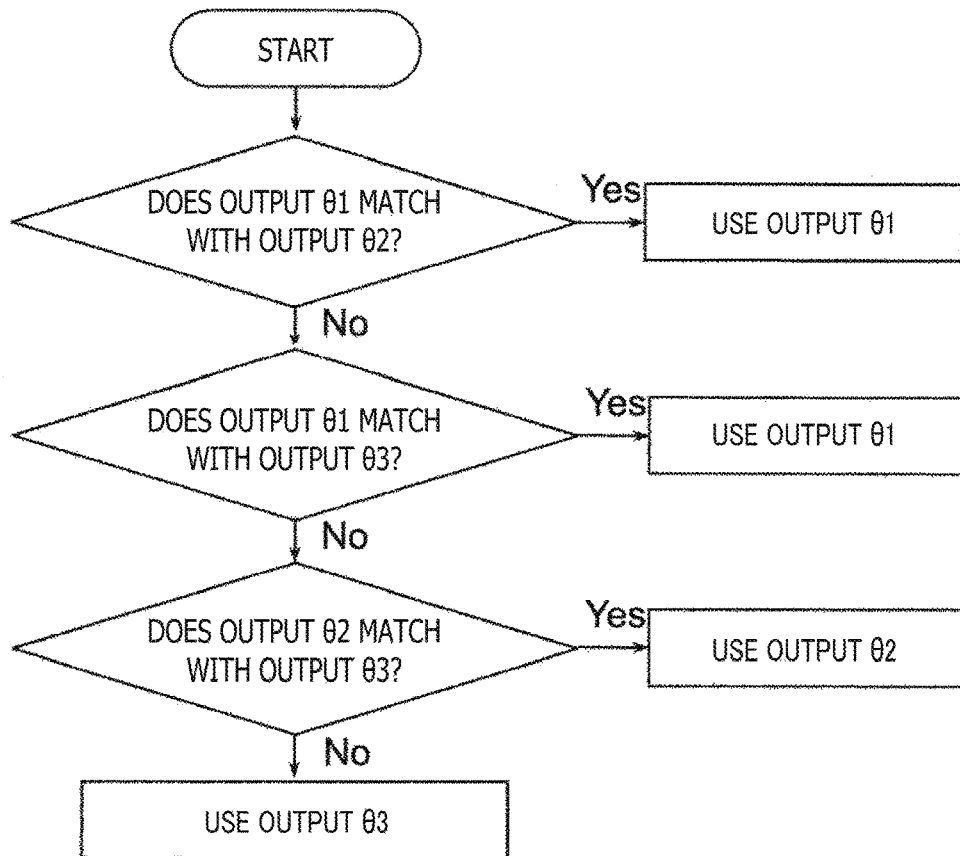 START
DOES OUTPUT θ1 MATCH
WITH OUTPUT θ2?
Yes
USE OUTPUT θ1
No
DOES OUTPUT θ1 MATCH
WITH OUTPUT θ3?
Yes
USE OUTPUT θ1
No
DOES OUTPUT θ2 MATCH
WITH OUTPUT θ3?
Yes
USE OUTPUT θ2
No
USE OUTPUT θ3